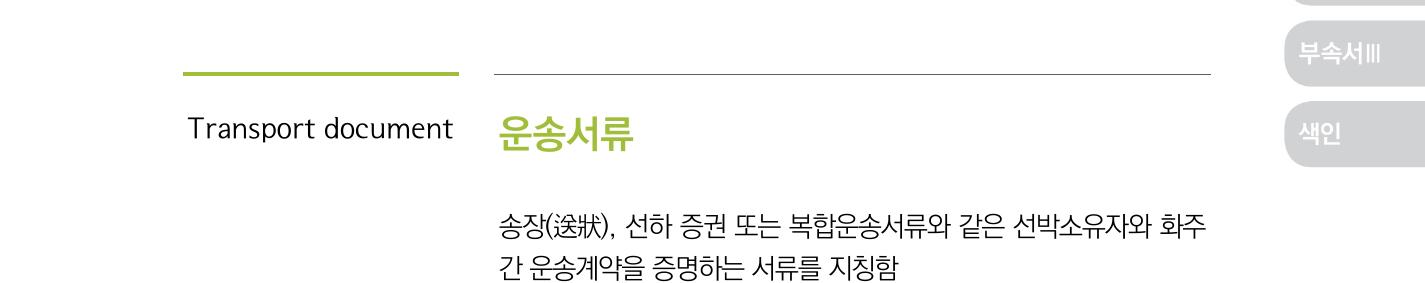 부속서Ⅲ
색인
Transport document
운송서류
송장(送狀), 선하 증권 또는 복합운송서류와 같은 선박소유자와 화주
간 운송계약을 증명하는 서류를 지칭함